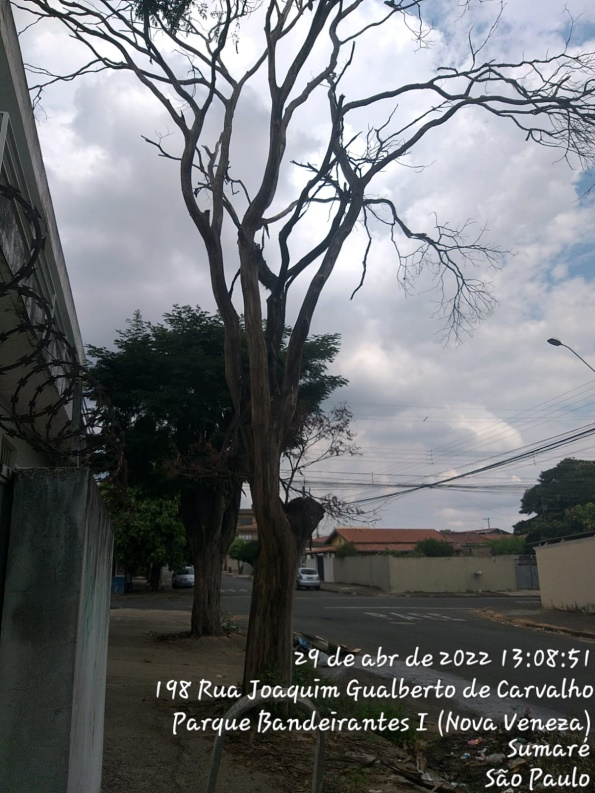 29 de abr de 2022 13:08:51
198 Rua Joaquim Gualberto de Carvalho
Parque Bandeirantes I (Nova Veneza)
Sumaré
São Paulo